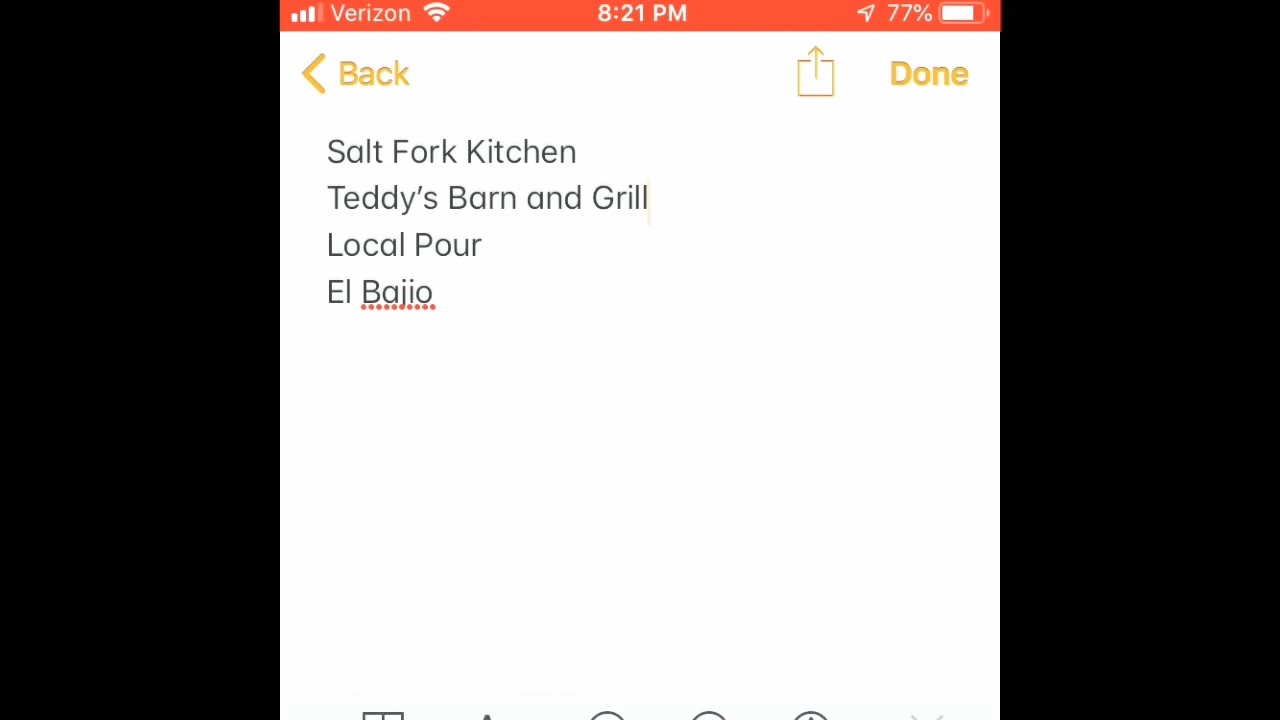 Verizon 8:21 PM 77%
Back Done
Salt Fork Kitchen
Teddy's Barn and Grill
Local Pour
El Bajio